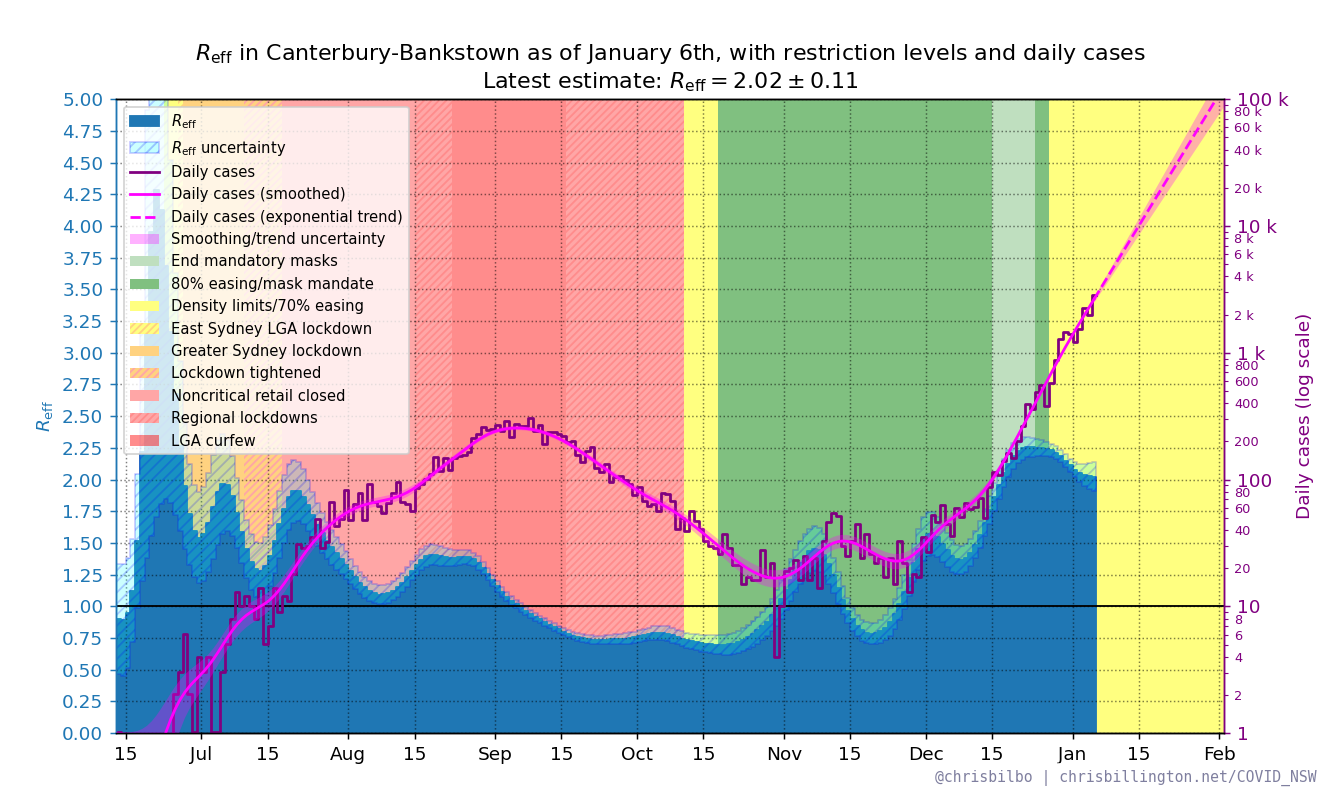 Reff in Canterbury-Bankstown as of January 6th, with restriction levels and daily cases
Latest estimate: Reff = 2.02 ± 0.11
5.00
4.75
4.50
4.25
4.00
3.75
3.50
3.25
3.00
2.75
2.50
2.25
2.00
1.75
1.50
1.25
1.00
0.75
0.50
0.25
0.00
Reff
Reff
Reff uncertainty
Daily cases
Daily cases (smoothed)
Daily cases (exponential trend)
Smoothing/trend uncertainty
End mandatory masks
80% easing/mask mandate
Density limits/70% easing
East Sydney LGA lockdown
Greater Sydney lockdown
Lockdown tightened
Noncritical retail closed
Regional lockdowns
LGA curfew
100 k
80 k
60 k
40 k
20 k
10 k
8 k
6 k
4 k
2 k
1 k
800
600
400
200
100
80
60
40
20
10
8
6
4
2
1
Daily cases (log scale)
15 Jul 15 Aug 15 Sep 15 Oct 15 Nov 15 Dec 15 Jan 15 Feb
@chrisbilbo | chrisbillington.net/COVID_NSW